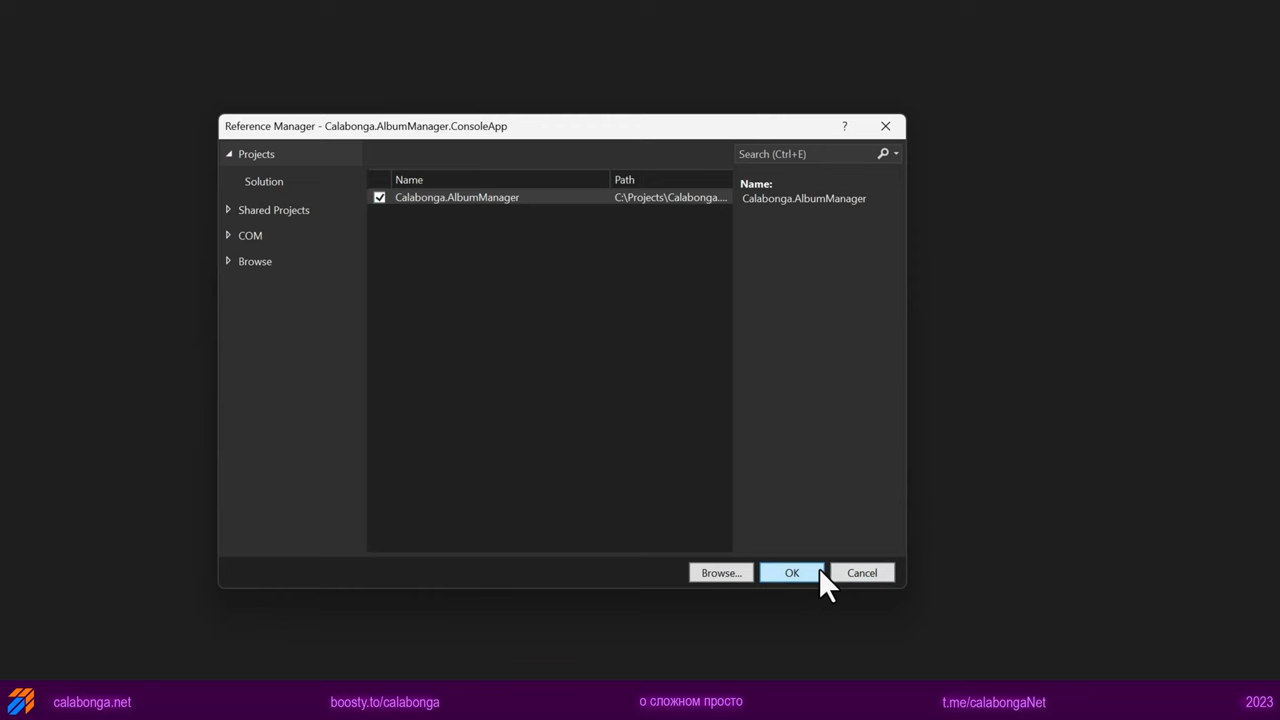 Reference Manager - Calabonga.AlbumManager.ConsoleApp
?
Projects
Search (Ctrl+E)
Solution
Name
Path
Name:
Calabonga.AlbumManager
C:\Projects\Calabonga....
Calabonga.AlbumManager
Shared Projects
COM
Browse
Browse...
OK
Cancel
calabonga.net
boosty.to/calabonga
о сложном просто
t.me/calabongaNet
2023